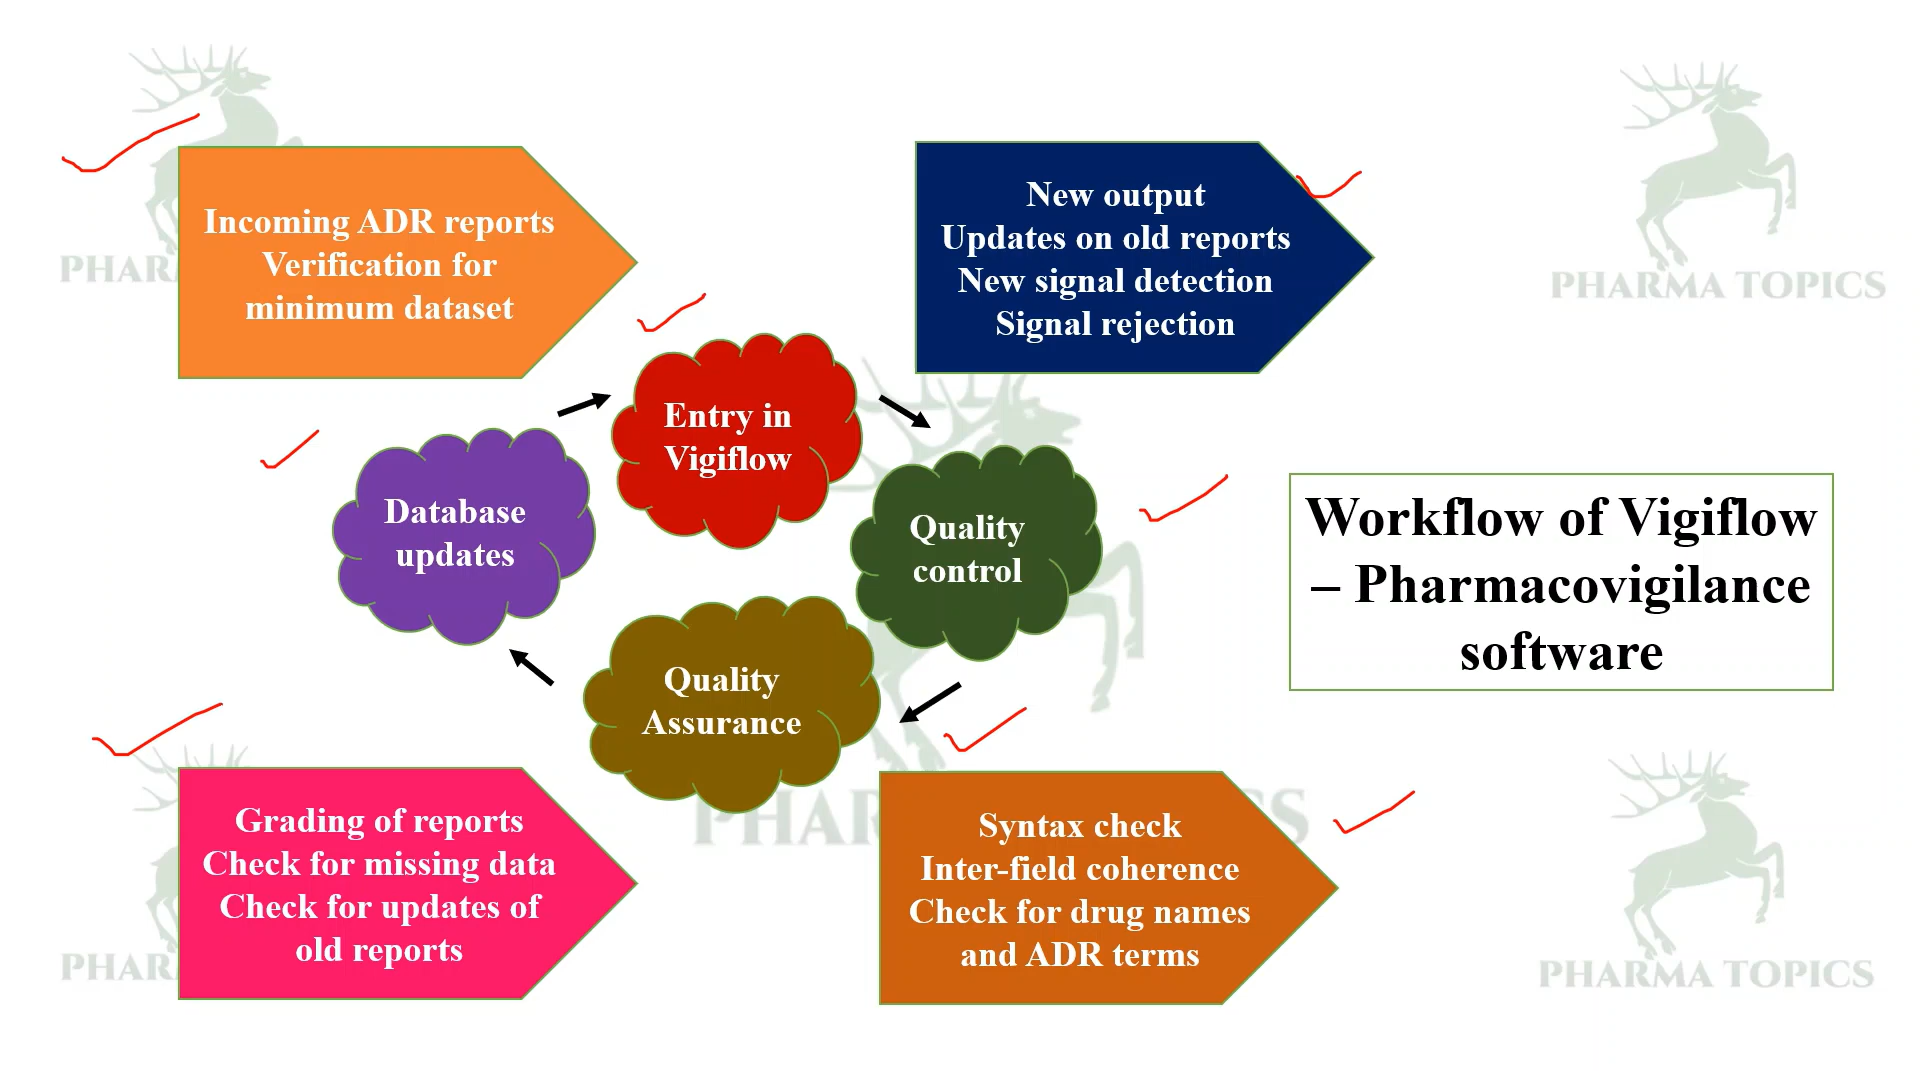 Incoming ADR reports
Verification for
minimum dataset
New output
Updates on old reports
New signal detection
Signal rejection
PHARMA TOPICS
PHAR
Entry in
Vigiflow
Database
updates
Quality
control
Workflow of Vigiflow
– Pharmacovigilance
software
Quality
Assurance
Grading of reports
Check for missing data
Check for updates of
old reports
Syntax check
Inter-field coherence
Check for drug names
and ADR terms
PHARMA TOPICS
PHAR